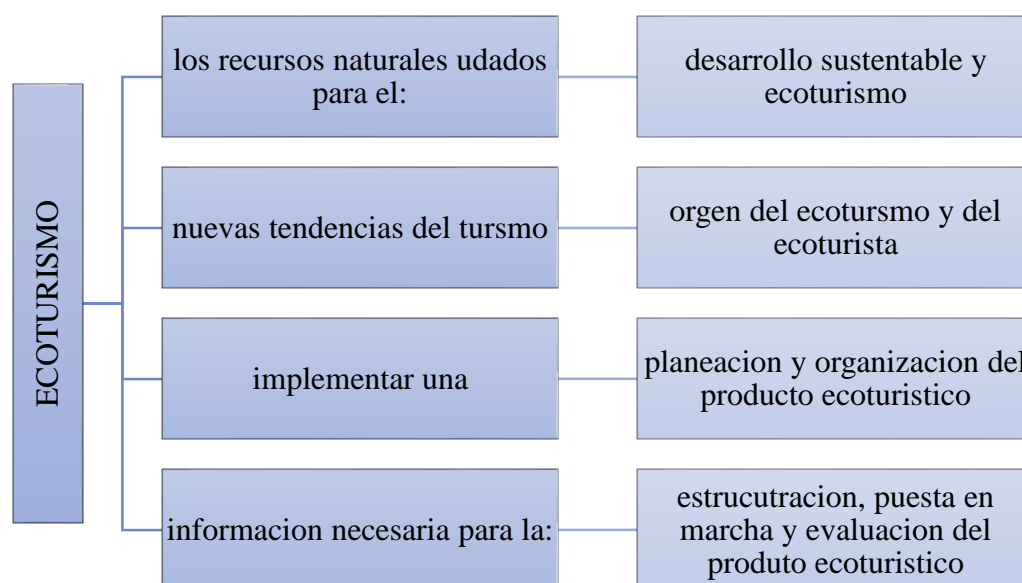 ECOTURISMO
los recursos naturales udados
para el:
desarrollo sustentable y
ecoturismo
nuevas tendencias del tursmo
orgen del ecotursmo y del
ecoturista
implementar una
planeacion y organizacion del
producto ecoturistico
informacion necesaria para la:
estrucutracion, puesta en
marcha y evaluacion del
produto ecoturistico